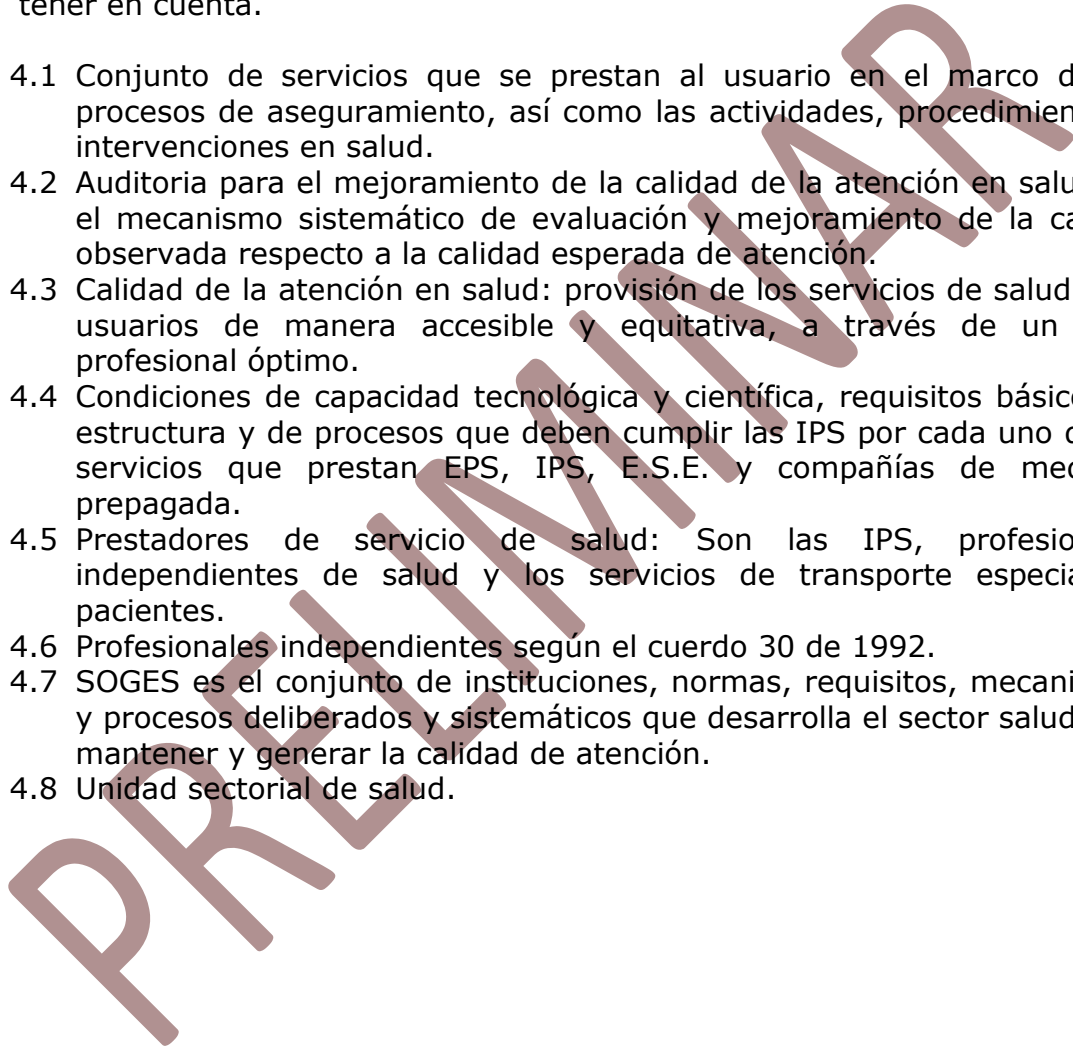 tener en cuenta.
4.1 Conjunto de servicios que se prestan al usuario en el marco d
procesos de aseguramiento, así como las actividades, procedimien
intervenciones en salud.
4.2 Auditoria para el mejoramiento de la calidad de la atención en salu
el mecanismo sistemático de evaluación y mejoramiento de la ca
observada respecto a la calidad esperada de atención.
4.3 Calidad de la atención en salud: provisión de los servicios de salud
usuarios de manera accesible y equitativa, a través de un
profesional óptimo.
4.4 Condiciones de capacidad tecnológica y científica, requisitos básic
estructura y de procesos que deben cumplir las IPS por cada uno d
servicios que prestan EPS, IPS, E.S.E. y compañías de med
prepagada.
4.5 Prestadores de servicio de salud: Son las IPS, profesio
independientes de salud y los servicios de transporte especia
pacientes.
4.6 Profesionales independientes según el cuerdo 30 de 1992.
4.7 SOGES es el conjunto de instituciones, normas, requisitos, mecani
y procesos deliberados y sistemáticos que desarrolla el sector salud
mantener y generar la calidad de atención.
4.8 Unidad sectorial de salud.
PRELIMINAR